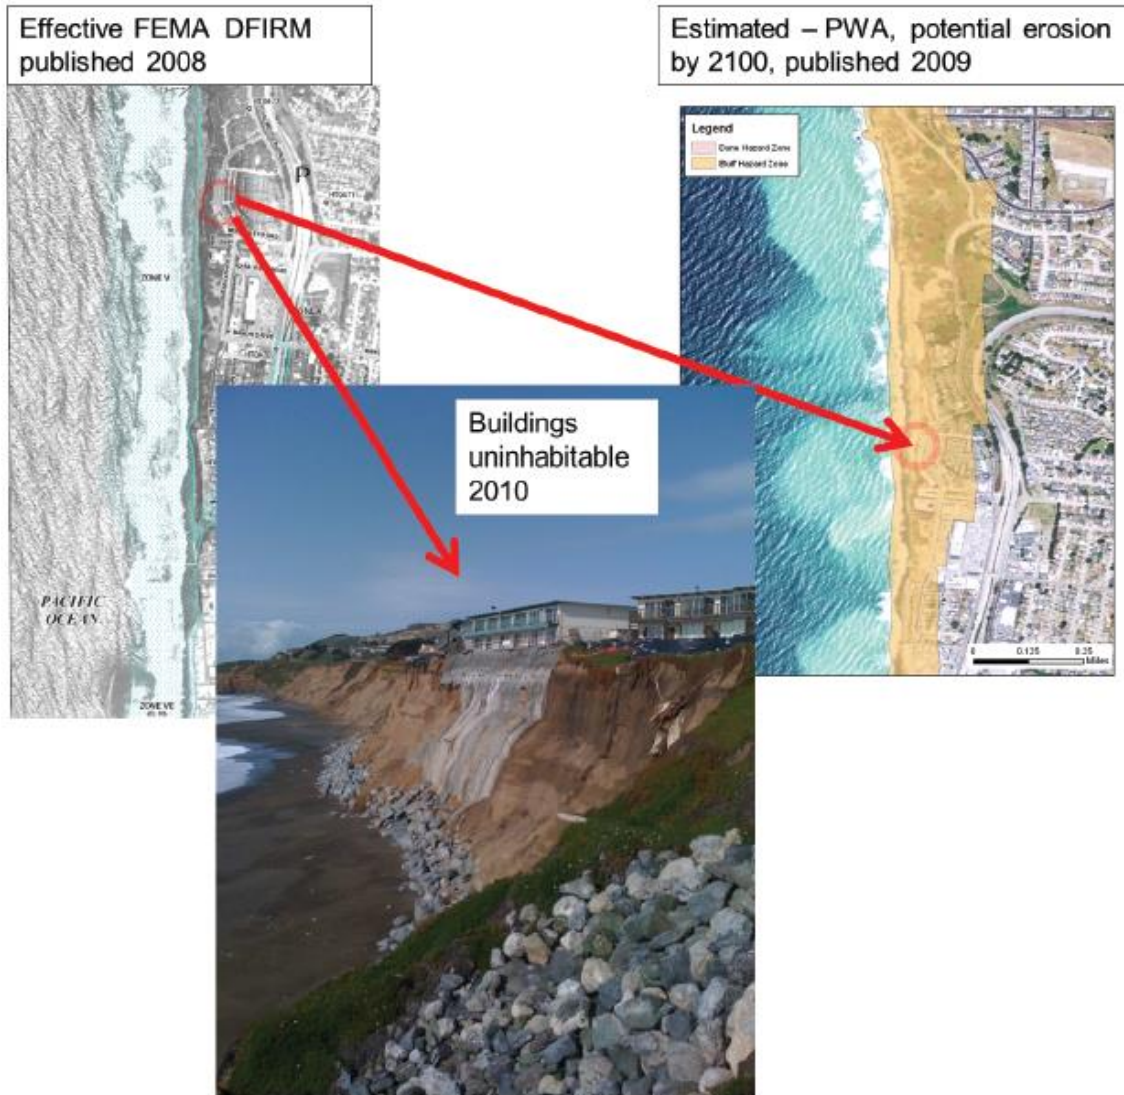 Effective FEMA DFIRM
published 2008
Estimated – PWA, potential erosion
by 2100, published 2009
Legend
Dune Hazard Zone
Bluff Hazard Zone
ZONE V
P
Buildings
uninhabitable
2010
PACIFIC
OCEAN
ZONE VE
0 0.125 0.25
Miles